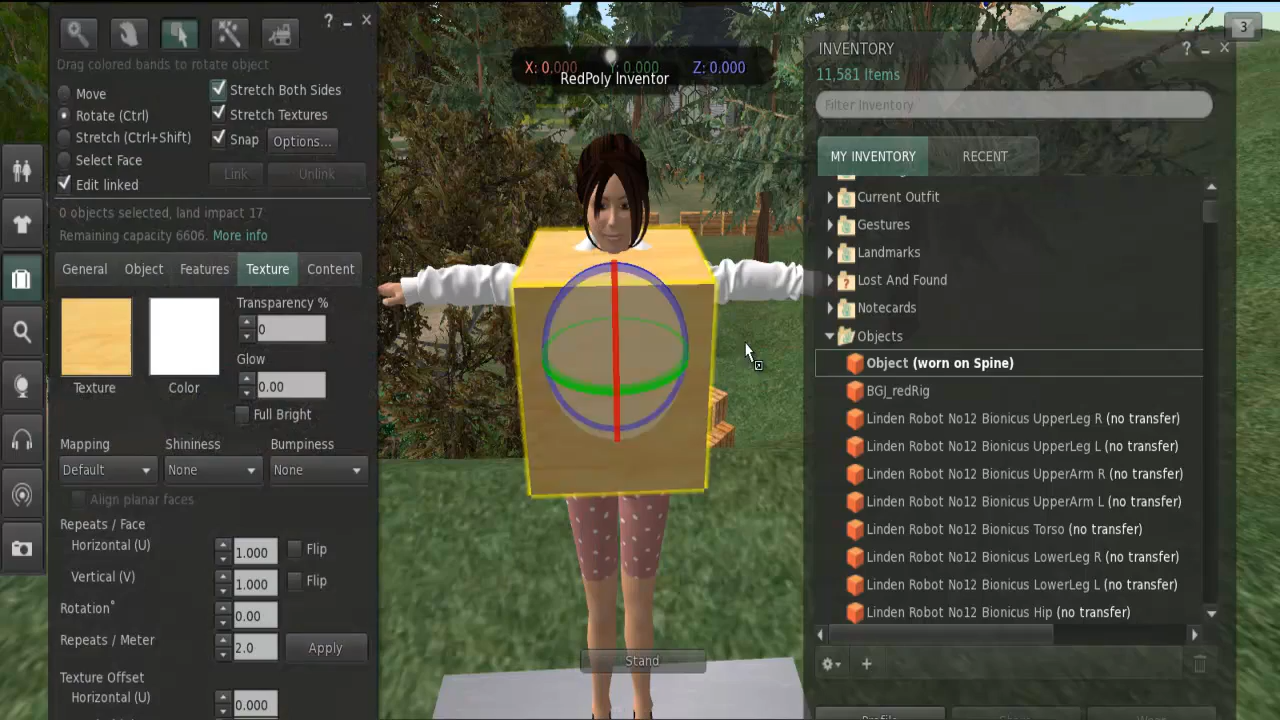 ?
Drag colored bands to rotate object
Move
Rotate (Ctrl)
Stretch (Ctrl+Shift)
Select Face
Edit linked
Stretch Both Sides
Stretch Textures
Snap
Options...
Link
Unlink
0 objects selected, land impact 17
Remaining capacity 6606. More info
General
Object
Features
Texture
Content
Texture
Color
Transparency %
0
Glow
0.00
Full Bright
Mapping
Shininess
Bumpiness
Default
None
None
Align planar faces
Repeats / Face
Horizontal (U)
1.000
Flip
Vertical (V)
1.000
Flip
Rotation°
0.00
Repeats / Meter
2.0
Apply
Texture Offset
Horizontal (U)
0.000
X: 0.000
0.000
Z: 0.000
RedPoly Inventor
Stand
3
INVENTORY
?
11,581 Items
Filter Inventory
MY INVENTORY
RECENT
Current Outfit
Gestures
Landmarks
? Lost And Found
Notecards
Objects
Object (worn on Spine)
BGJ_redRig
Linden Robot No12 Bionicus UpperLeg R (no transfer)
Linden Robot No12 Bionicus UpperLeg L (no transfer)
Linden Robot No12 Bionicus UpperArm R (no transfer)
Linden Robot No12 Bionicus UpperArm L (no transfer)
Linden Robot No12 Bionicus Torso (no transfer)
Linden Robot No12 Bionicus LowerLeg R (no transfer)
Linden Robot No12 Bionicus LowerLeg L (no transfer)
Linden Robot No12 Bionicus Hip (no transfer)